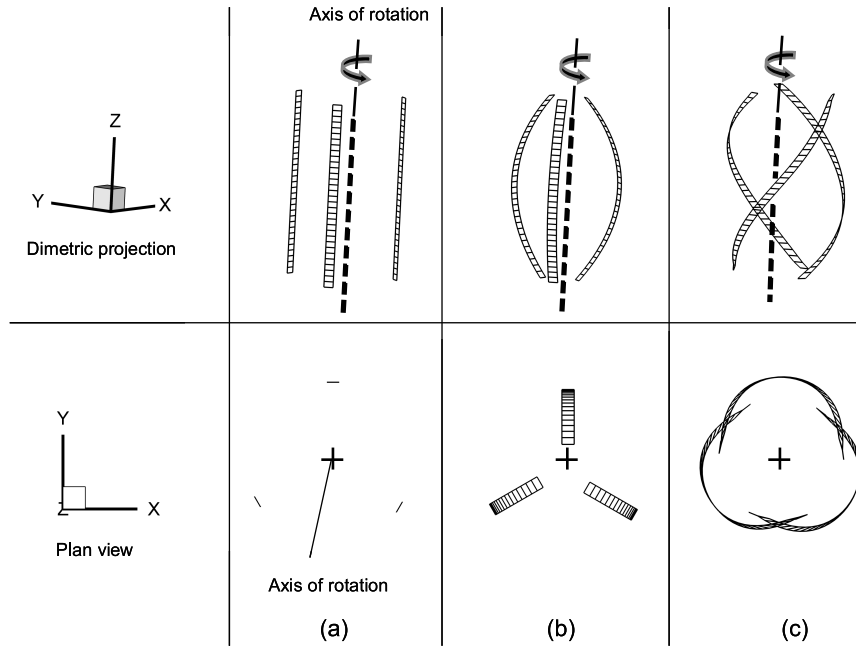 Axis of rotation
Z
Y
X
Dimetric projection
Y
Z
X
Plan view
Axis of rotation
(a)
(b)
(c)